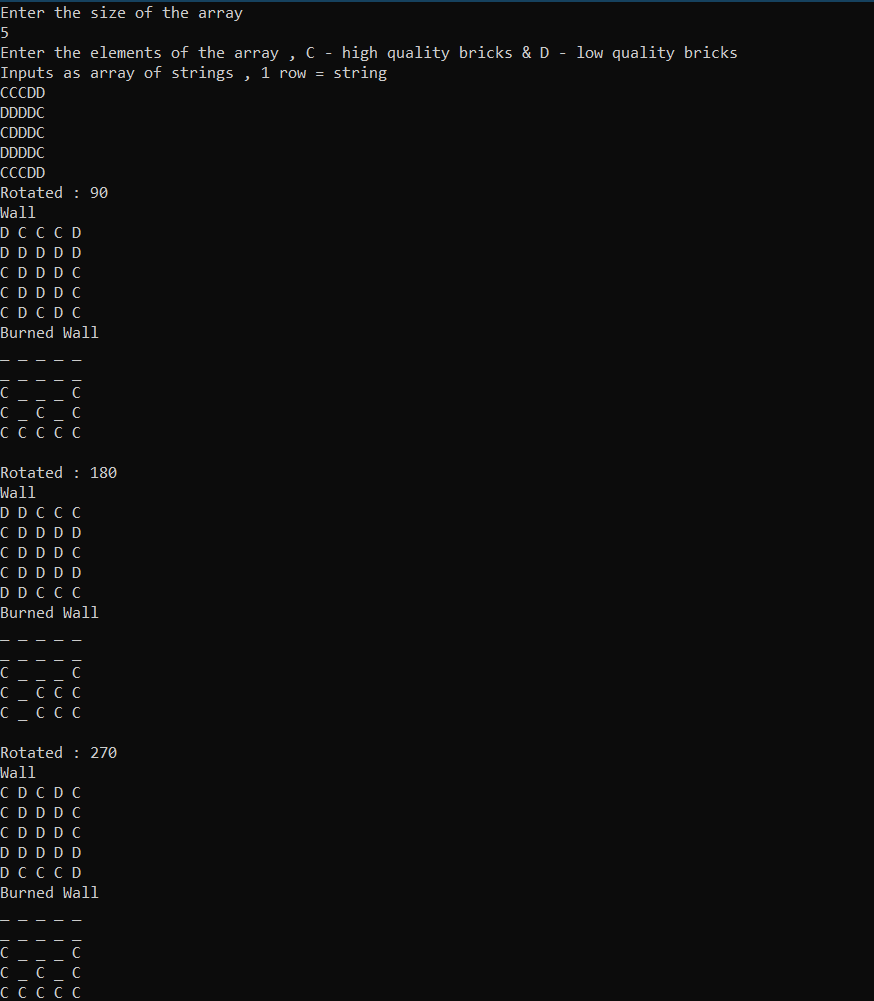 Enter the size of the array
5
Enter the elements of the array , C - high quality bricks & D - low quality bricks
Inputs as array of strings , 1 row = string
CCCDD
DDDDC
CDDDC
DDDDC
CCCDD
Rotated : 90
Wall
D C C C D
D D D D D
C D D D C
C D D D C
C D C D C
Burned Wall
_ _ _ _ _
_ _ _ _ _
C _ _ _ C
C _ C _ C
C C C C C
Rotated : 180
Wall
D D C C C
C D D D D
C D D D C
C D D D D
D D C C C
Burned Wall
_ _ _ _ _
_ _ _ _ _
C _ _ _ C
C _ C C C
C _ C C C
Rotated : 270
Wall
C D C D C
C D D D C
C D D D C
D D D D D
D C C C D
Burned Wall
_ _ _ _ _
_ _ _ _ _
C _ _ _ C
C _ C _ C
C C C C C